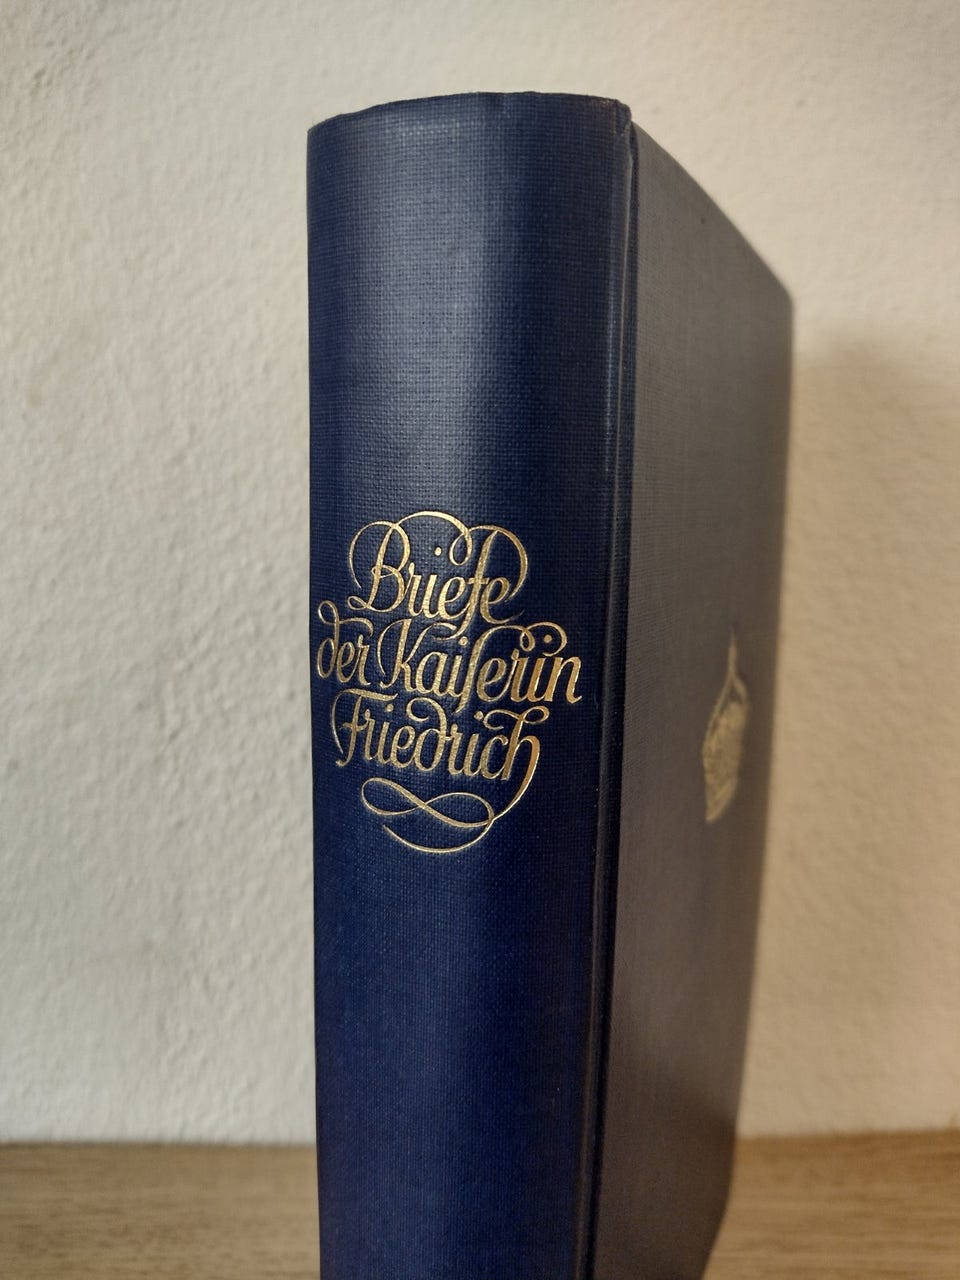 Briefe
der Kaiſerin
Friedrich